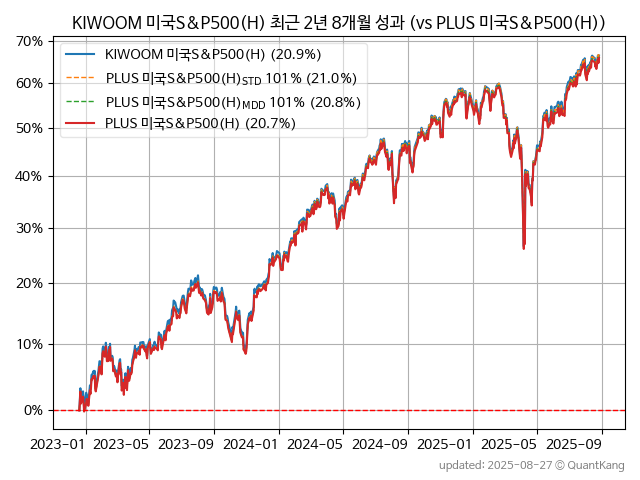 KIWOOM 미국S&P500(H) 최근 2년 8개월 성과 (vs PLUS 미국S&P500(H))
70%
60%
50%
40%
30%
20%
10%
0%
KIWOOM 미국S&P500(H) (20.9%)
PLUS 미국S&P500(H)STD 101% (21.0%)
PLUS 미국S&P500(H)MDD 101% (20.8%)
PLUS 미국S&P500(H) (20.7%)
2023-01 2023-05 2023-09 2024-01 2024-05 2024-09 2025-01 2025-05 2025-09
updated: 2025-08-27 © QuantKang